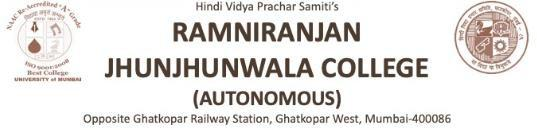 Hindi Vidya Prachar Samiti's
RAMNIRANJAN
JHUNJHUNWALA COLLEGE
(AUTONOMOUS)
Opposite Ghatkopar Railway Station, Ghatkopar West, Mumbai-400086
NAAC Re-Accredited "A" Grade
ISO 9001:2008
Best College
UNIVERSITY OF MUMBAI